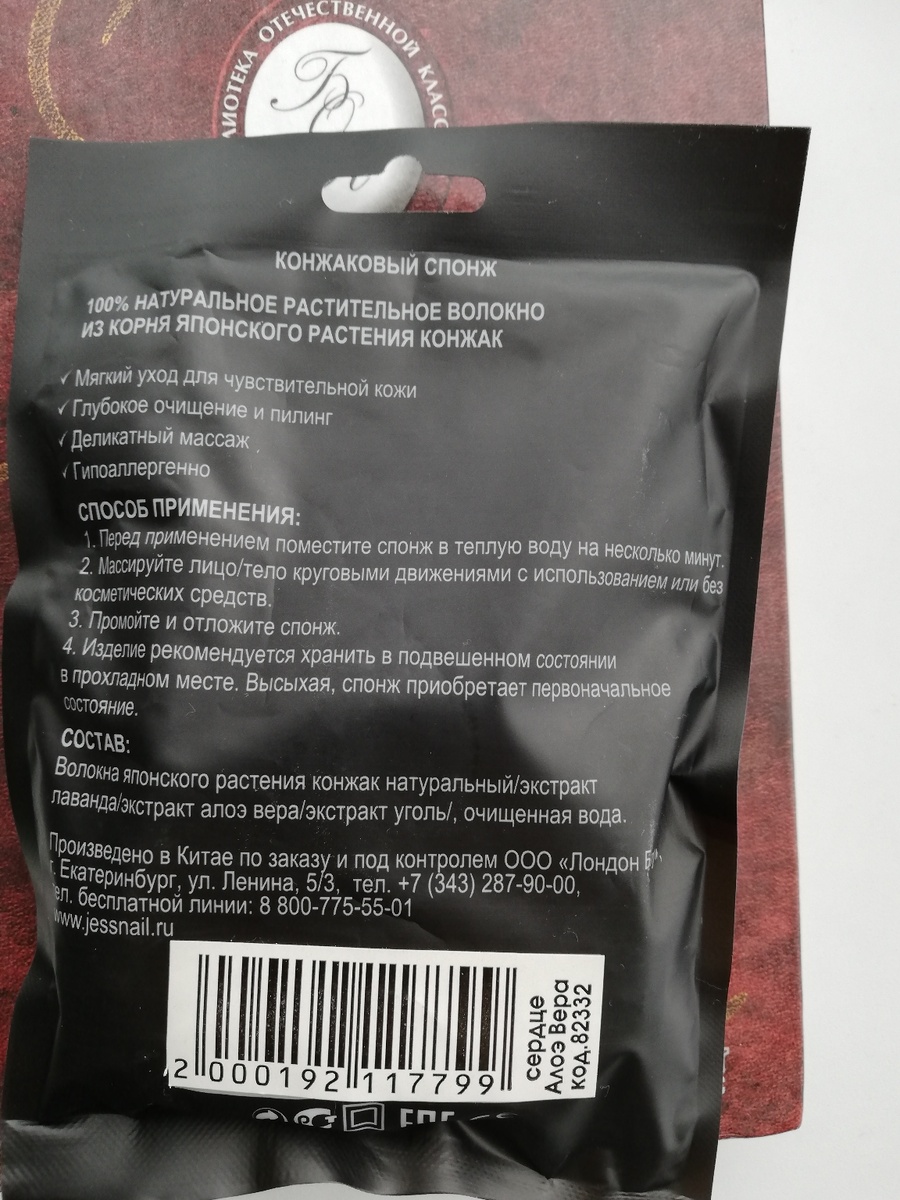 ОТЕЧЕСТВЕННОЙ
КОНЖАКОВЫЙ СПОНЖ
100% НАТУРАЛЬНОЕ РАСТИТЕЛЬНОЕ ВОЛОКНО
ИЗ КОРНЯ ЯПОНСКОГО РАСТЕНИЯ КОНЖАК
✓ Мягкий уход для чувствительной кожи
✓ Глубокое очищение и пилинг
✓ Деликатный массаж
✓ Гипоаллергенно
СПОСОБ ПРИМЕНЕНИЯ:
1. Перед применением поместите спонж в теплую воду на несколько минут.
2. Массируйте лицо/тело круговыми движениями с использованием или без
косметических средств.
3. Промойте и отложите спонж.
4. Изделие рекомендуется хранить в подвешенном состоянии
в прохладном месте. Высыхая, спонж приобретает первоначальное
состояние.
СОСТАВ:
Волокна японского растения конжак натуральный/экстракт
лаванда/экстракт алоэ вера/экстракт уголь/, очищенная вода.
Произведено в Китае по заказу и под контролем ООО «Лондон
г. Екатеринбург, ул. Ленина, 5/3, тел. +7 (343) 287-90-00,
тел. бесплатной линии: 8 800-775-55-01
www.jessnail.ru
2 000192 117799
сердце
Алоэ Вера
код.82332